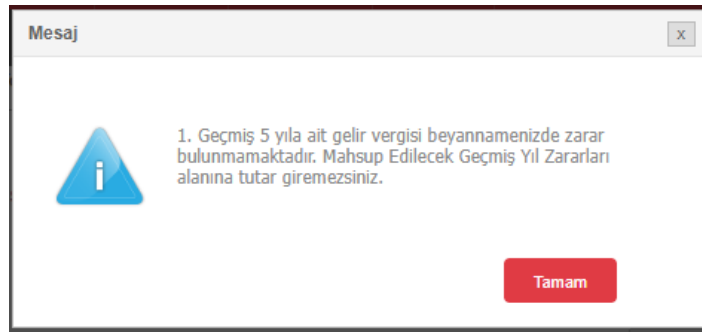 Mesaj
x
1. Geçmiş 5 yıla ait gelir vergisi beyannamenizde zarar
bulunmamaktadır. Mahsup Edilecek Geçmiş Yıl Zararları
alanına tutar giremezsiniz.
Tamam